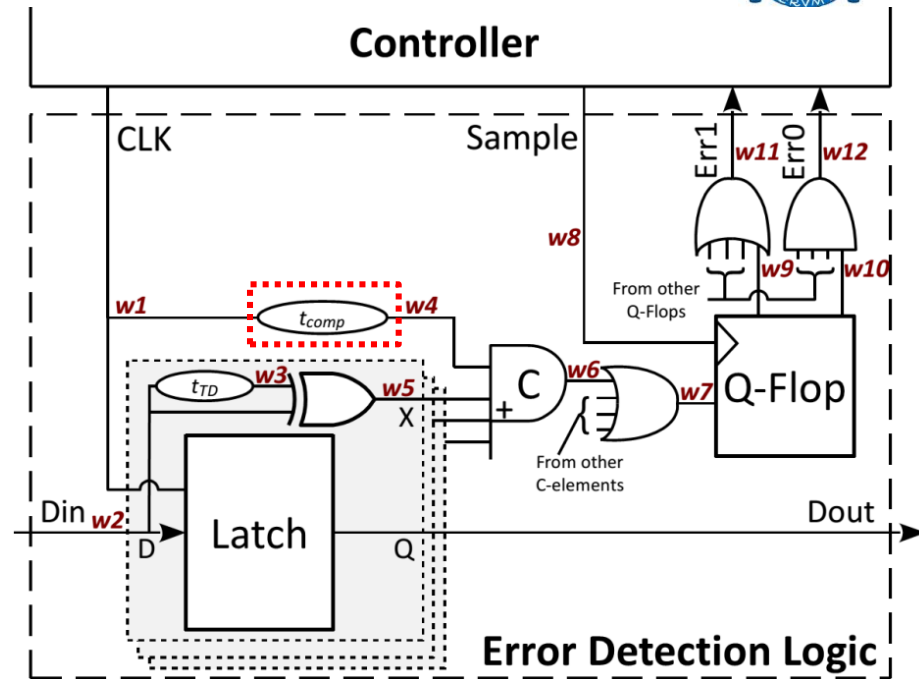 Controller
CLK
Sample
Err1
w11
Err0
w12
w8
w9
w10
From other
Q-Flops
w1
t_comp
w4
t_TD
w3
w5
X
C
+
w6
w7
Q-Flop
From other
C-elements
Din
w2
D
Latch
Q
Dout
Error Detection Logic